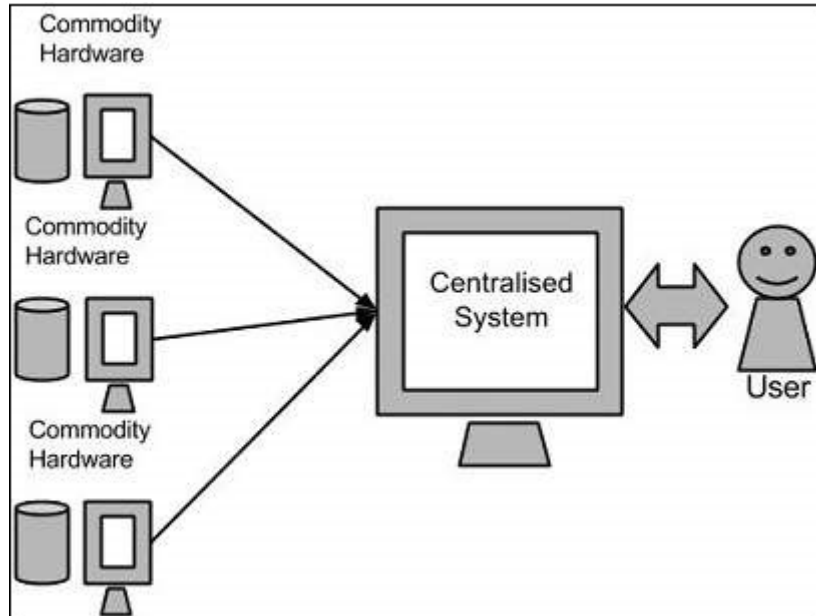 Commodity
Hardware
Commodity
Hardware
Commodity
Hardware
Centralised
System
User